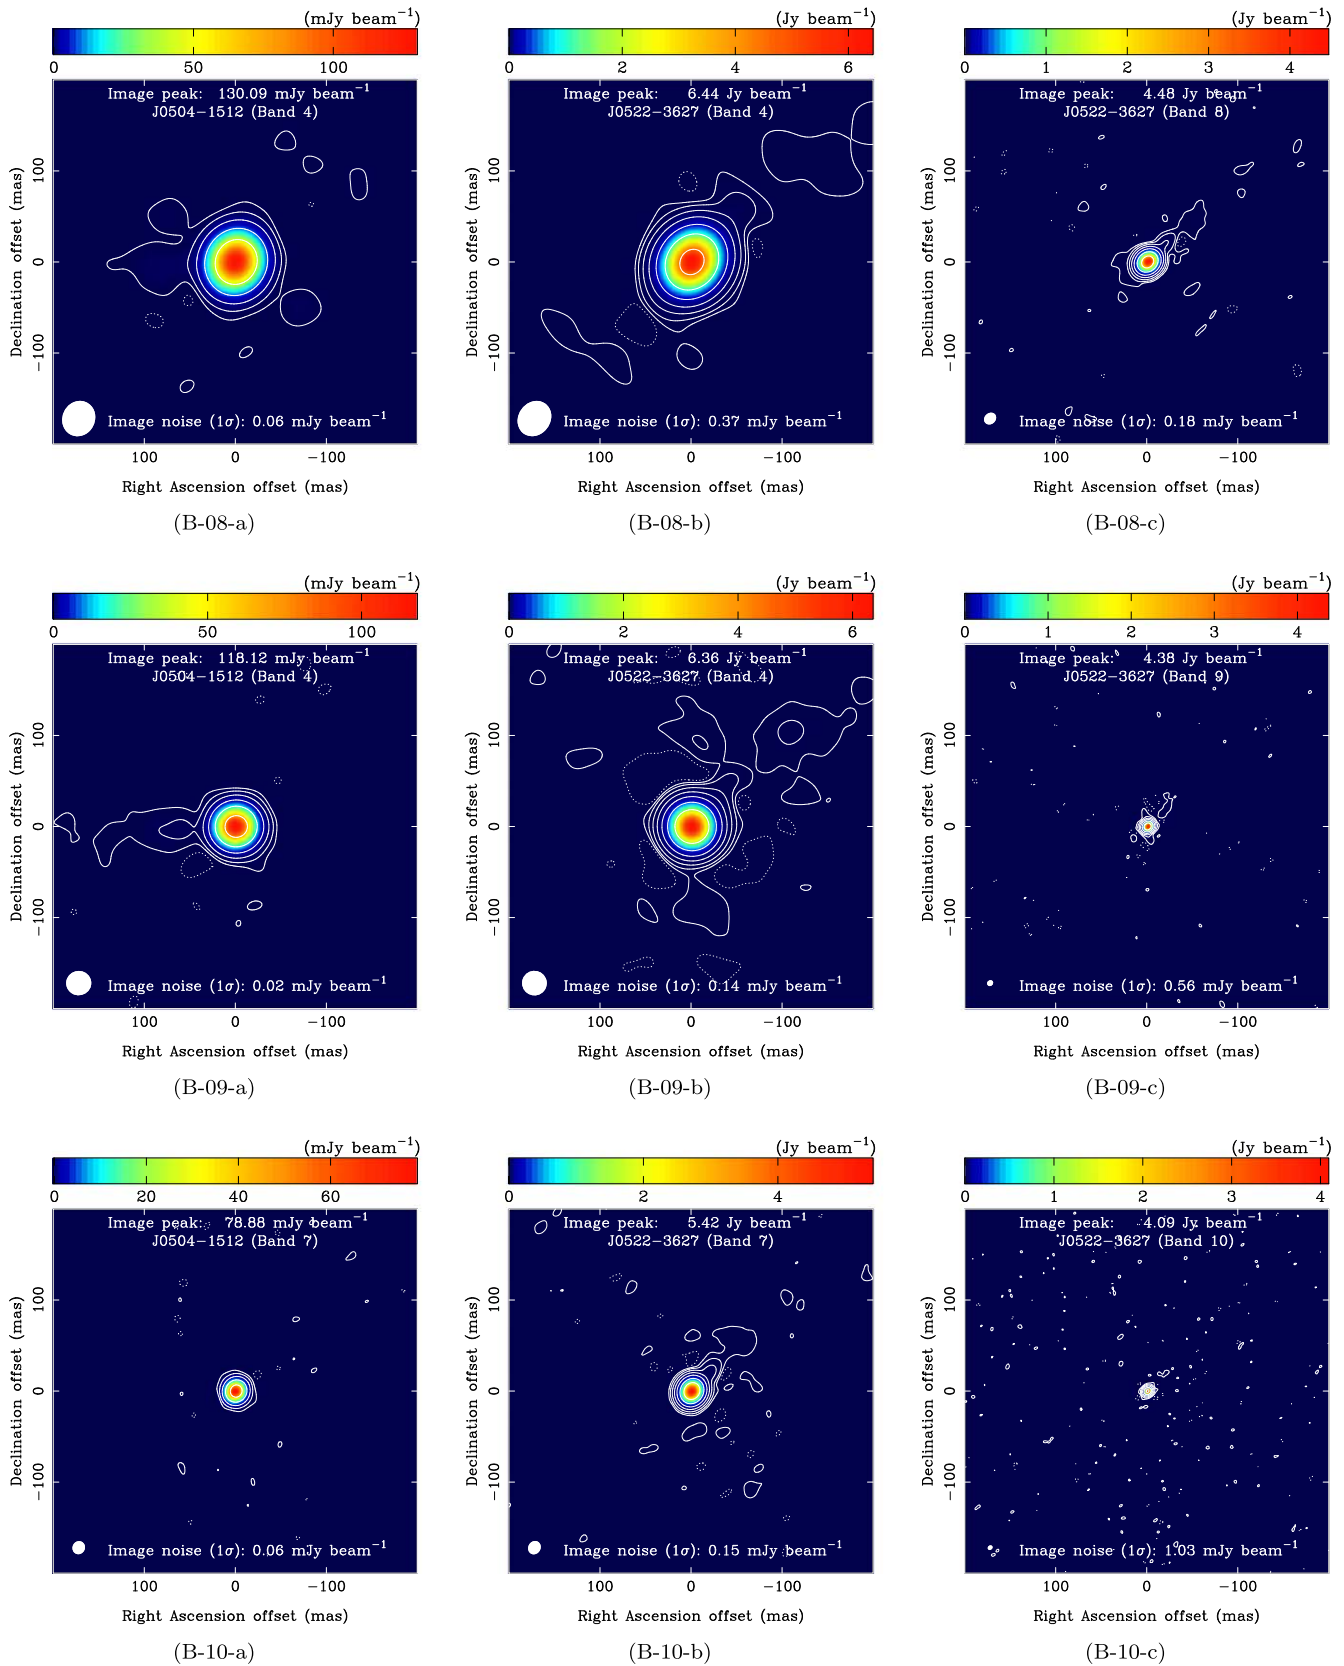 (mJy beam⁻¹)
0 50 100
Image peak: 130.09 mJy beam⁻¹
J0504−1512 (Band 4)
Declination offset (mas)
100
0
−100
Image noise (1σ): 0.06 mJy beam⁻¹
100 0 −100
Right Ascension offset (mas)
(B-08-a)
(Jy beam⁻¹)
0 2 4 6
Image peak: 6.44 Jy beam⁻¹
J0522−3627 (Band 4)
Declination offset (mas)
100
0
−100
Image noise (1σ): 0.37 mJy beam⁻¹
100 0 −100
Right Ascension offset (mas)
(B-08-b)
(Jy beam⁻¹)
0 1 2 3 4
Image peak: 4.48 Jy beam⁻¹
J0522−3627 (Band 8)
Declination offset (mas)
100
0
−100
Image noise (1σ): 0.18 mJy beam⁻¹
100 0 −100
Right Ascension offset (mas)
(B-08-c)
(mJy beam⁻¹)
0 50 100
Image peak: 118.12 mJy beam⁻¹
J0504−1512 (Band 4)
Declination offset (mas)
100
0
−100
Image noise (1σ): 0.02 mJy beam⁻¹
100 0 −100
Right Ascension offset (mas)
(B-09-a)
(Jy beam⁻¹)
0 2 4 6
Image peak: 6.36 Jy beam⁻¹
J0522−3627 (Band 4)
Declination offset (mas)
100
0
−100
Image noise (1σ): 0.14 mJy beam⁻¹
100 0 −100
Right Ascension offset (mas)
(B-09-b)
(Jy beam⁻¹)
0 1 2 3 4
Image peak: 4.38 Jy beam⁻¹
J0522−3627 (Band 9)
Declination offset (mas)
100
0
−100
Image noise (1σ): 0.56 mJy beam⁻¹
100 0 −100
Right Ascension offset (mas)
(B-09-c)
(mJy beam⁻¹)
0 20 40 60
Image peak: 78.88 mJy beam⁻¹
J0504−1512 (Band 7)
Declination offset (mas)
100
0
−100
Image noise (1σ): 0.06 mJy beam⁻¹
100 0 −100
Right Ascension offset (mas)
(B-10-a)
(Jy beam⁻¹)
0 2 4
Image peak: 5.42 Jy beam⁻¹
J0522−3627 (Band 7)
Declination offset (mas)
100
0
−100
Image noise (1σ): 0.15 mJy beam⁻¹
100 0 −100
Right Ascension offset (mas)
(B-10-b)
(Jy beam⁻¹)
0 1 2 3 4
Image peak: 4.09 Jy beam⁻¹
J0522−3627 (Band 10)
Declination offset (mas)
100
0
−100
Image noise (1σ): 1.03 mJy beam⁻¹
100 0 −100
Right Ascension offset (mas)
(B-10-c)